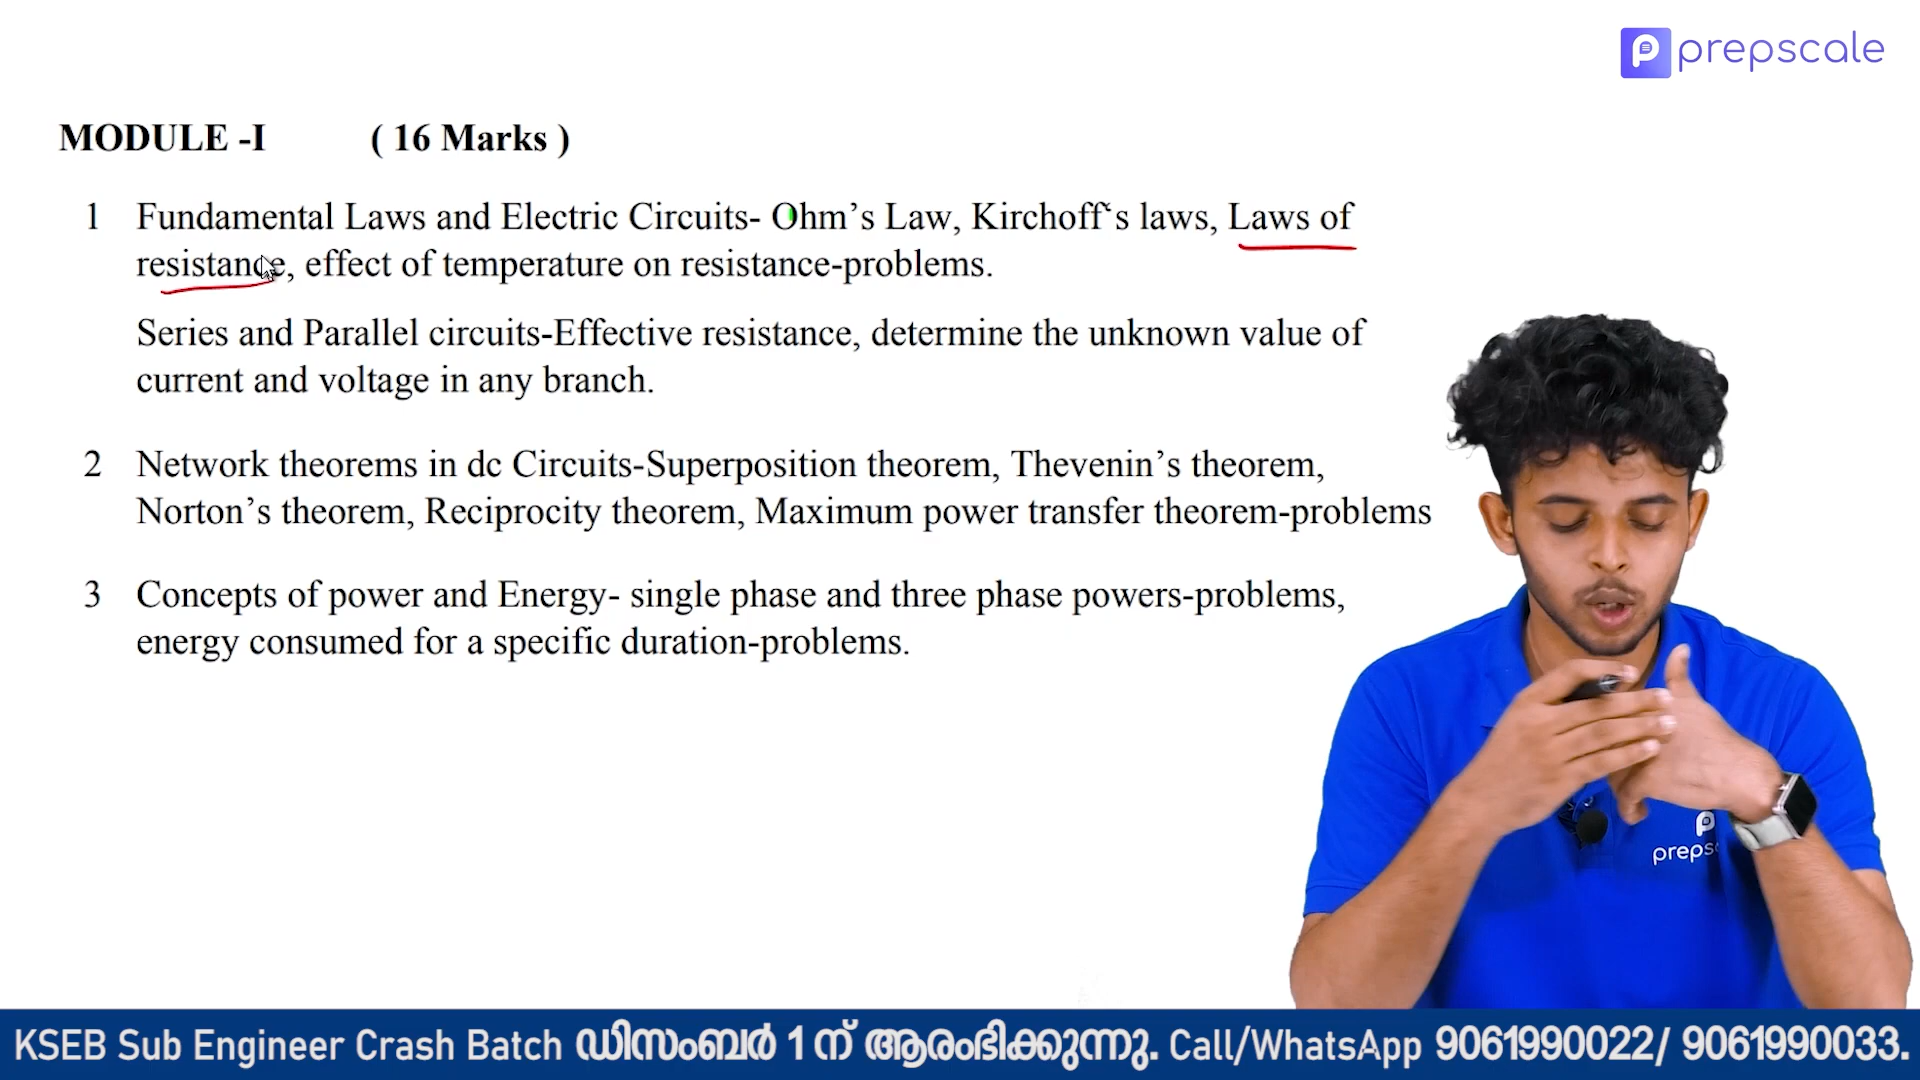 prepscale
MODULE -I ( 16 Marks )
1 Fundamental Laws and Electric Circuits- Ohm’s Law, Kirchoff‘s laws, Laws of
resistance, effect of temperature on resistance-problems.
Series and Parallel circuits-Effective resistance, determine the unknown value of
current and voltage in any branch.
2 Network theorems in dc Circuits-Superposition theorem, Thevenin’s theorem,
Norton’s theorem, Reciprocity theorem, Maximum power transfer theorem-problems
3 Concepts of power and Energy- single phase and three phase powers-problems,
energy consumed for a specific duration-problems.
preps
KSEB Sub Engineer Crash Batch ഡിസംബർ 1 ന് ആരംഭിക്കുന്നു. Call/WhatsApp 9061990022/ 9061990033.